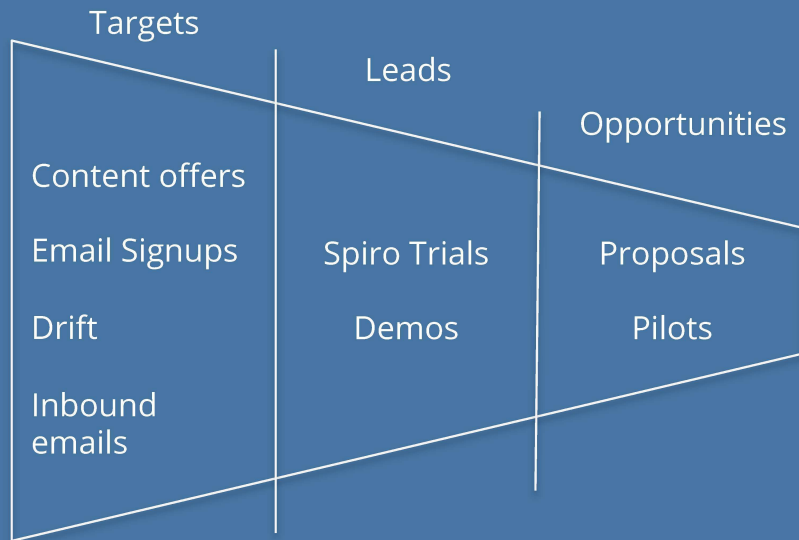 Targets
Leads
Opportunities
Content offers
Email Signups
Drift
Inbound
emails
Spiro Trials
Demos
Proposals
Pilots